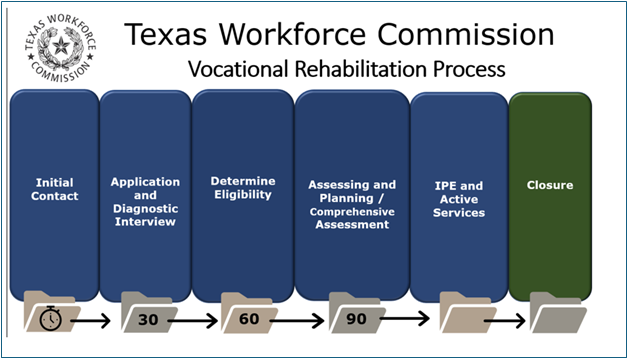 TEXAS WORKFORCE
COMMISSION
Texas Workforce Commission
Vocational Rehabilitation Process
Initial
Contact
Application
and
Diagnostic
Interview
Determine
Eligibility
Assessing and
Planning /
Comprehensive
Assessment
IPE and
Active
Services
Closure
30
60
90